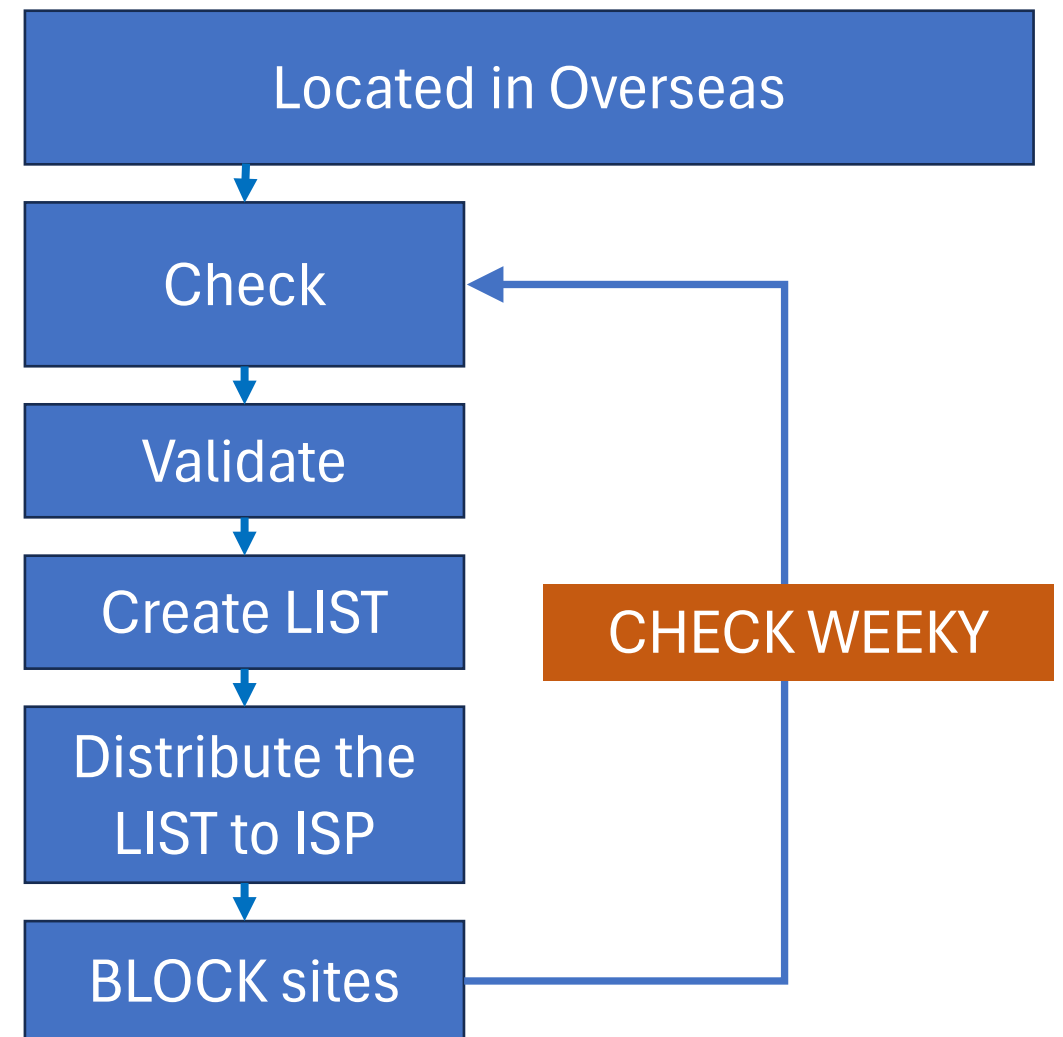 Located in Overseas
Check
Validate
Create LIST
CHECK WEEKY
Distribute the
LIST to ISP
BLOCK sites